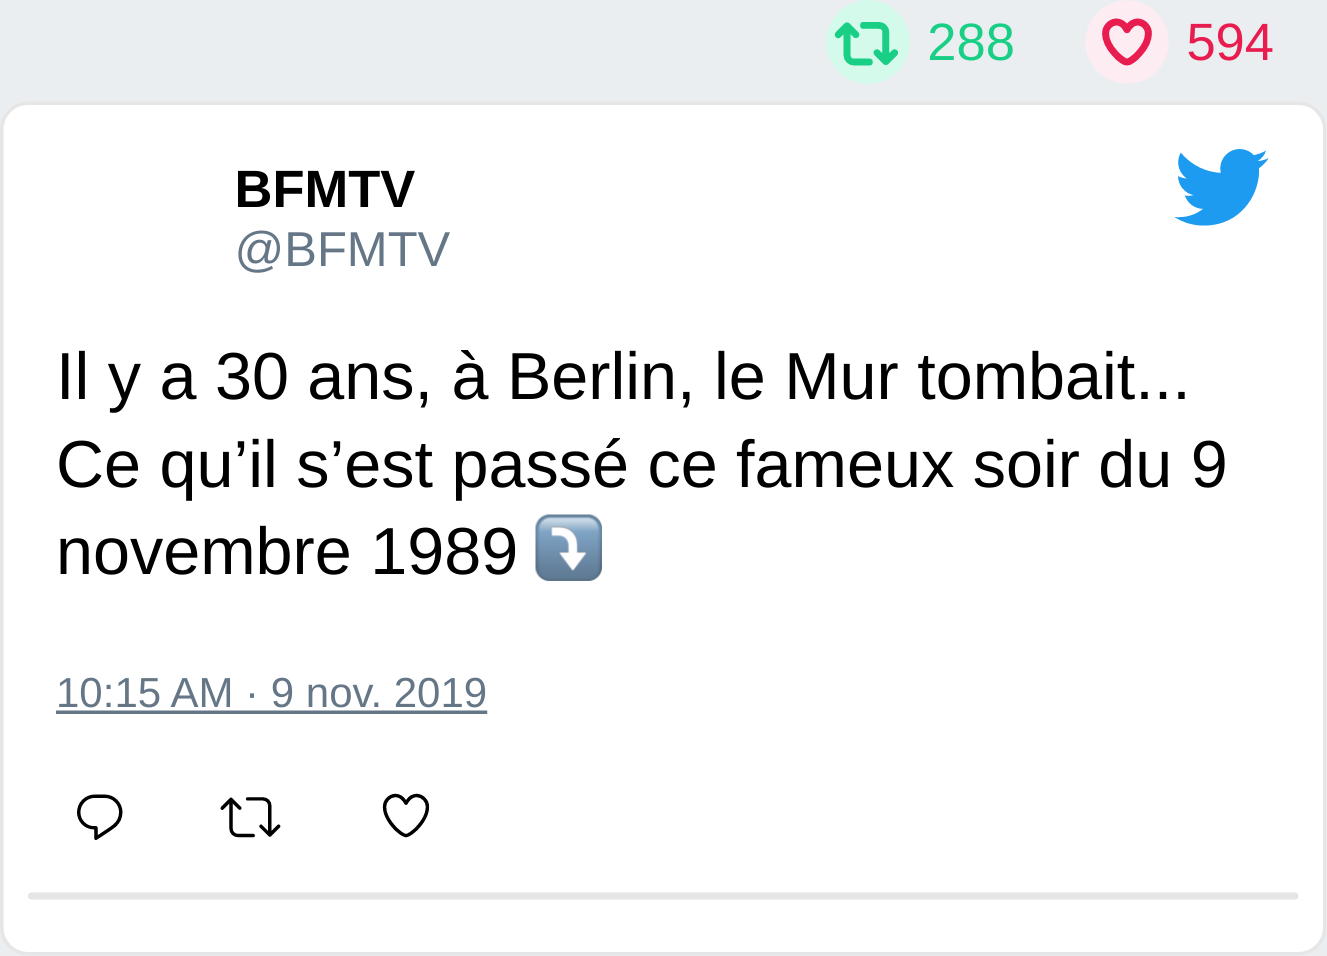 288 594
BFMTV
@BFMTV
Il y a 30 ans, à Berlin, le Mur tombait...
Ce qu’il s’est passé ce fameux soir du 9
novembre 1989 ⤵️
10:15 AM · 9 nov. 2019